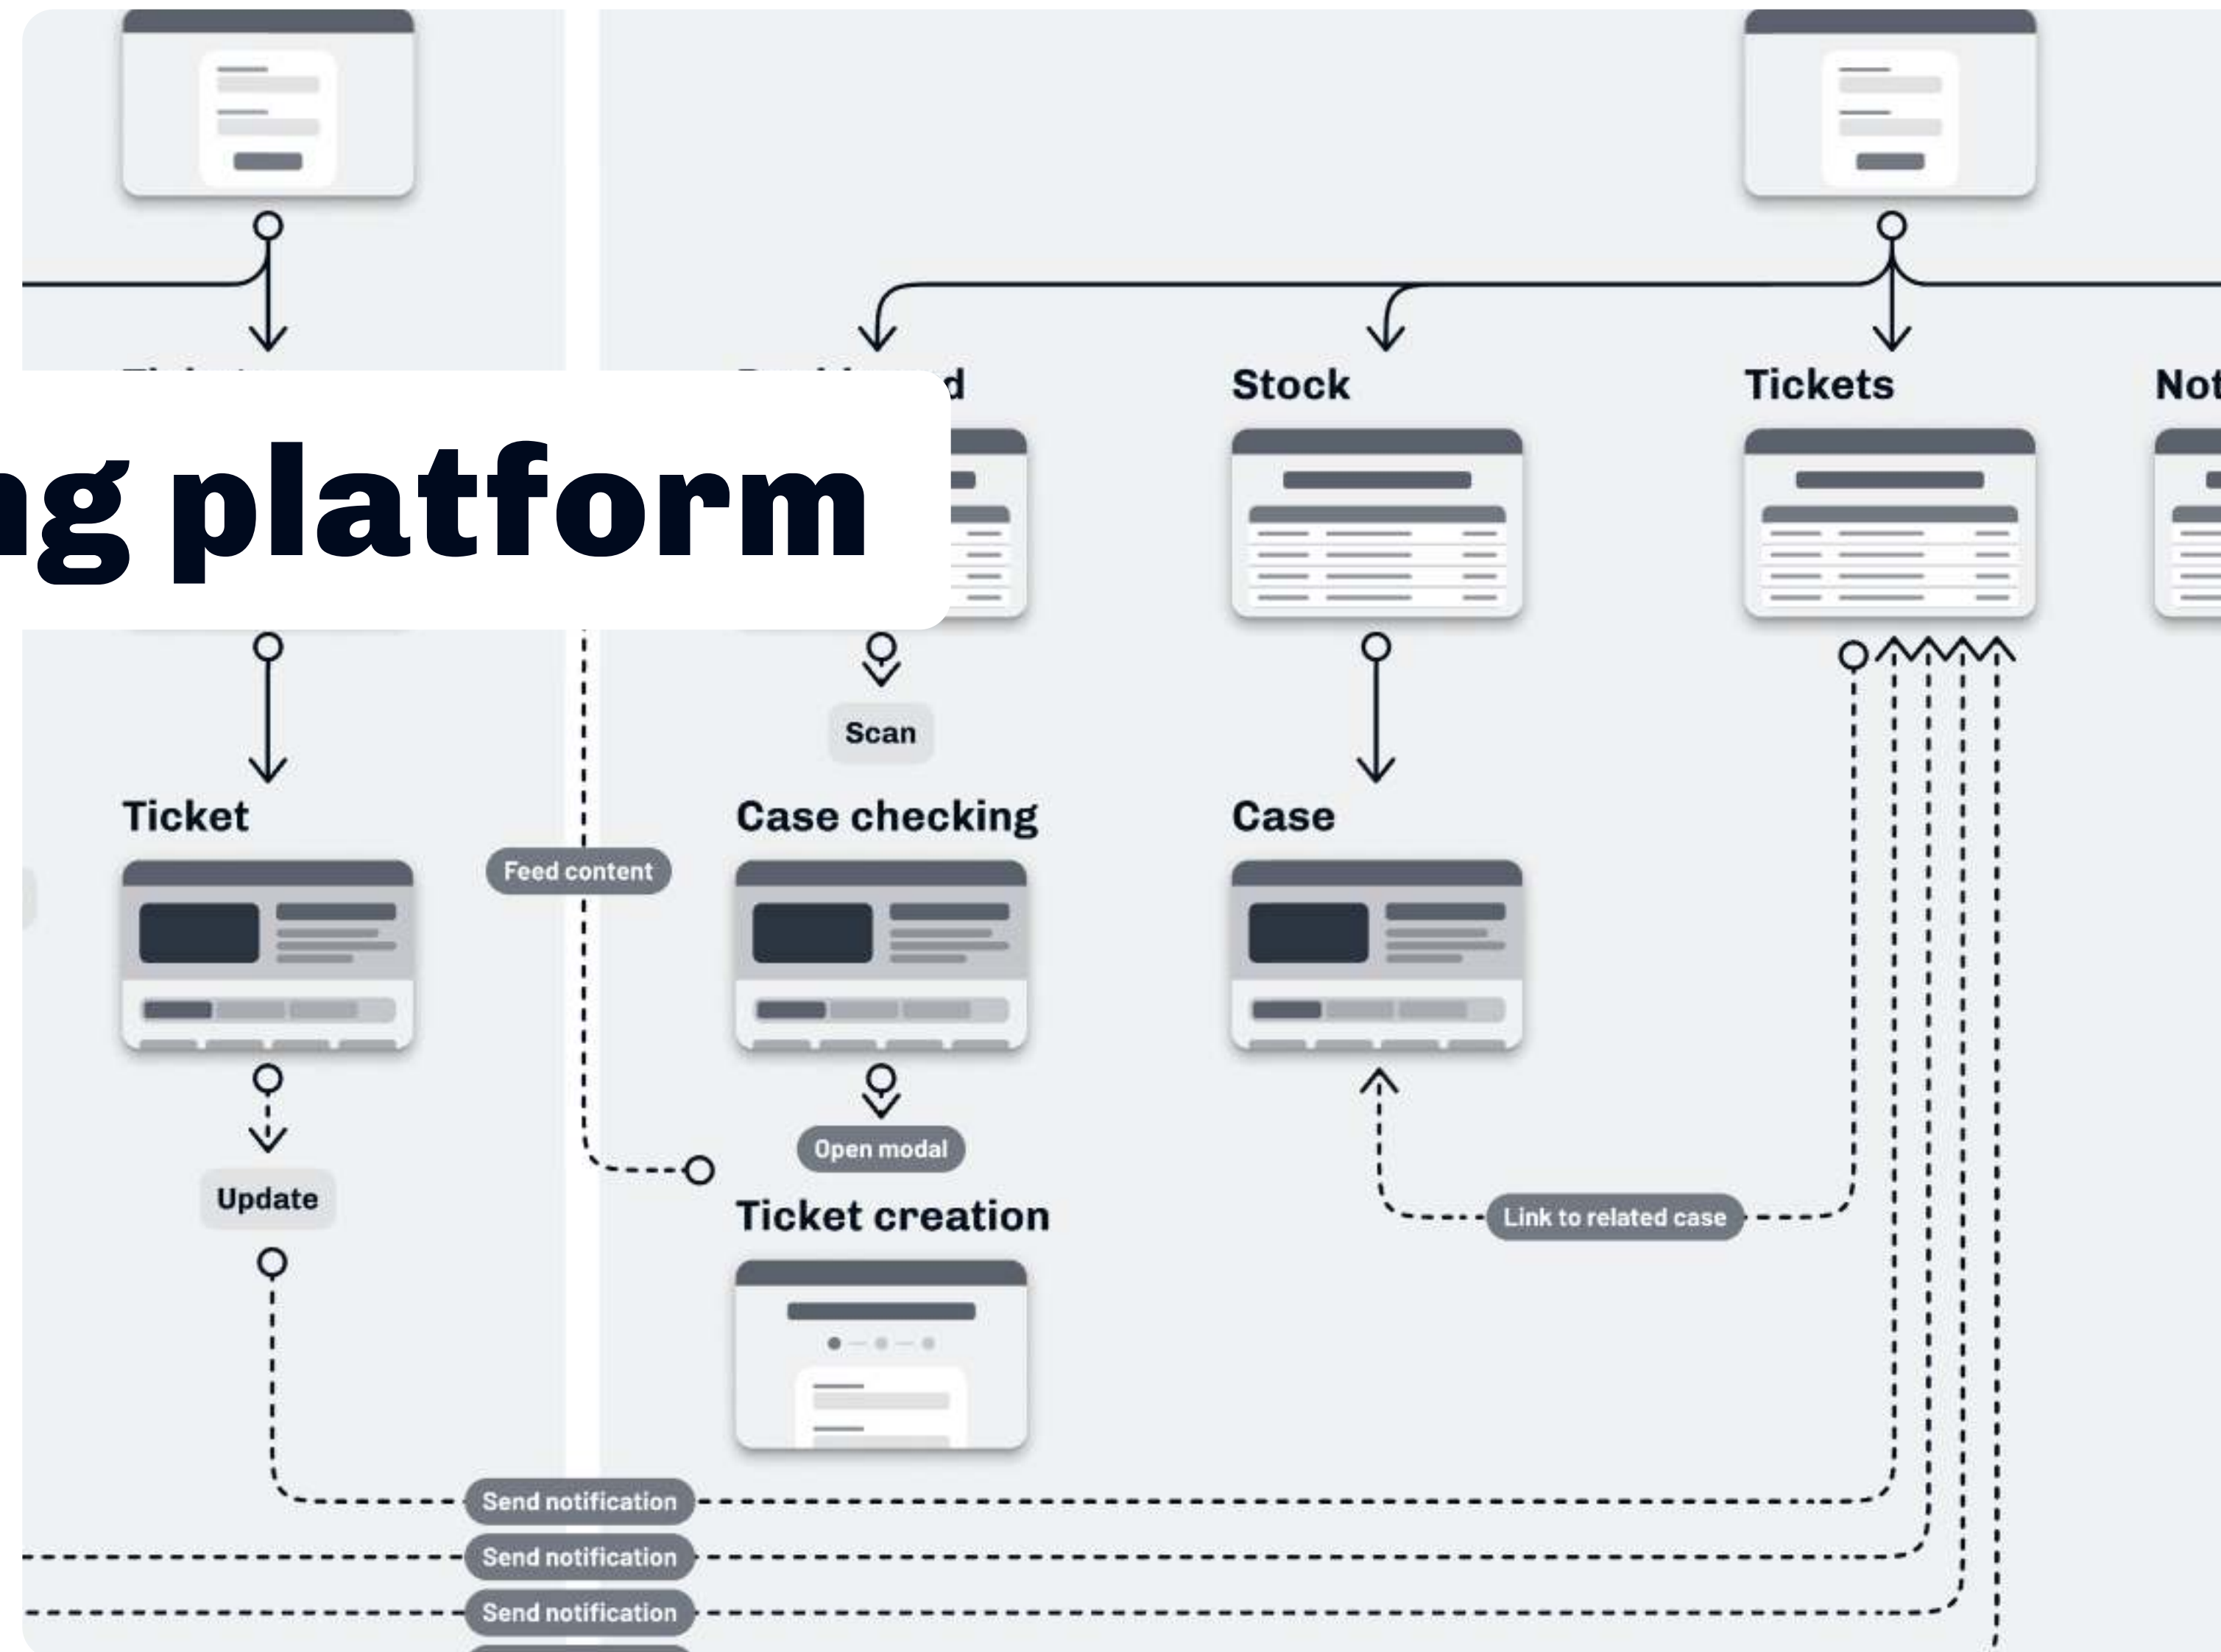 Stock
Tickets
platform
Scan
Ticket
Case checking
Case
Feed content
Open modal
Update
Ticket creation
Link to related case
Send notification
Send notification
Send notification